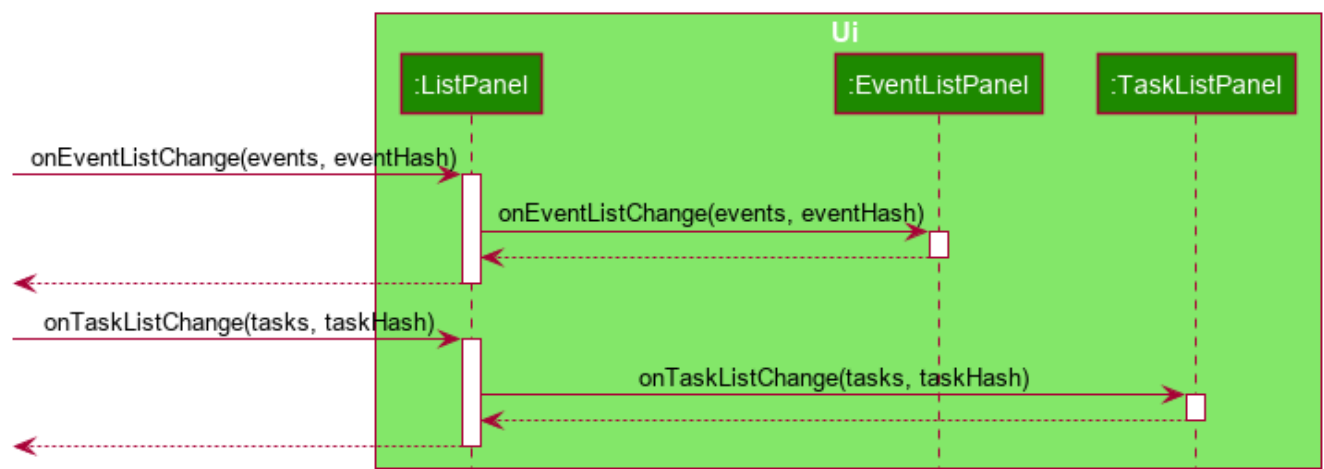 Ui
:ListPanel
:EventListPanel
:TaskListPanel
onEventListChange(events, eventHash)
onEventListChange(events, eventHash)
onTaskListChange(tasks, taskHash)
onTaskListChange(tasks, taskHash)